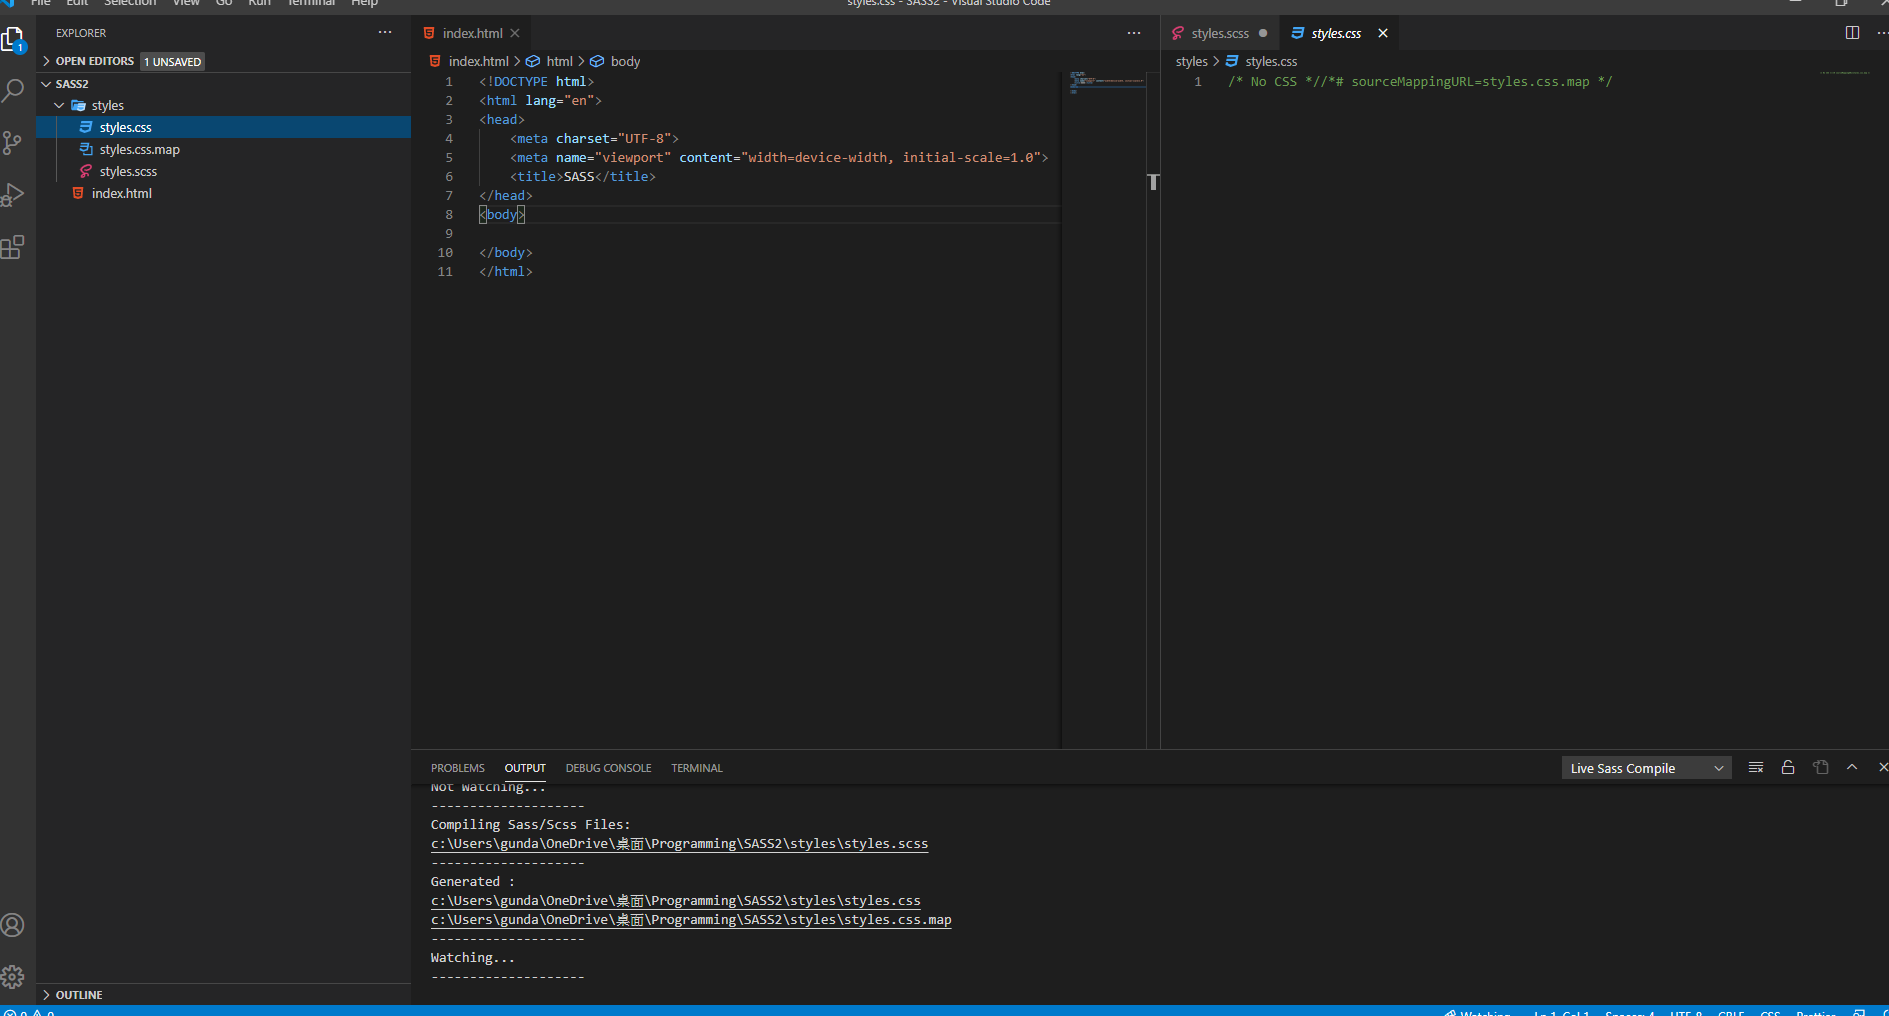 File Edit Selection View Go Run Terminal Help
styles.css - SASS2 - Visual Studio Code
1
EXPLORER
OPEN EDITORS 1 UNSAVED
SASS2
styles
styles.css
styles.css.map
styles.scss
index.html
OUTLINE
index.html
index.html > html > body
1 <!DOCTYPE html>
2 <html lang="en">
3 <head>
4 <meta charset="UTF-8">
5 <meta name="viewport" content="width=device-width, initial-scale=1.0">
6 <title>SASS</title>
7 </head>
8 <body>
9
10 </body>
11 </html>
styles.scss styles.css
styles > styles.css
1 /* No CSS *//*# sourceMappingURL=styles.css.map */
PROBLEMS OUTPUT DEBUG CONSOLE TERMINAL
Live Sass Compile
Not Watching...
--------------------
Compiling Sass/Scss Files:
c:\Users\gunda\OneDrive\桌面\Programming\SASS2\styles\styles.scss
--------------------
Generated :
c:\Users\gunda\OneDrive\桌面\Programming\SASS2\styles\styles.css
c:\Users\gunda\OneDrive\桌面\Programming\SASS2\styles\styles.css.map
--------------------
Watching...
--------------------
0 0 Watching... Ln 1, Col 1 Spaces: 4 UTF-8 CRLF CSS Prettier